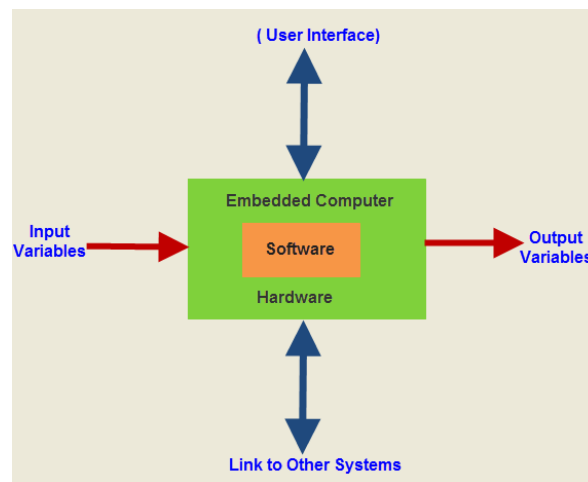 ( User Interface)
Embedded Computer
Input
Variables
Software
Output
Variables
Hardware
Link to Other Systems